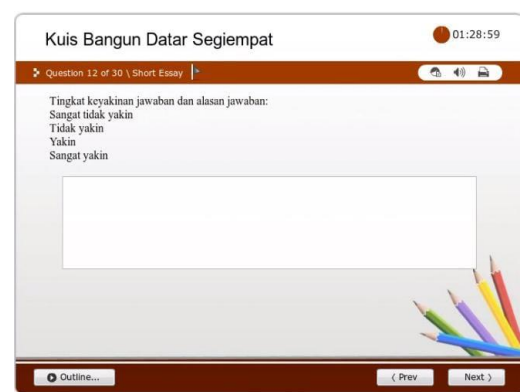 Kuis Bangun Datar Segiempat
01:28:59
Question 12 of 30 \ Short Essay
Tingkat keyakinan jawaban dan alasan jawaban:
Sangat tidak yakin
Tidak yakin
Yakin
Sangat yakin
Outline...
Prev
Next